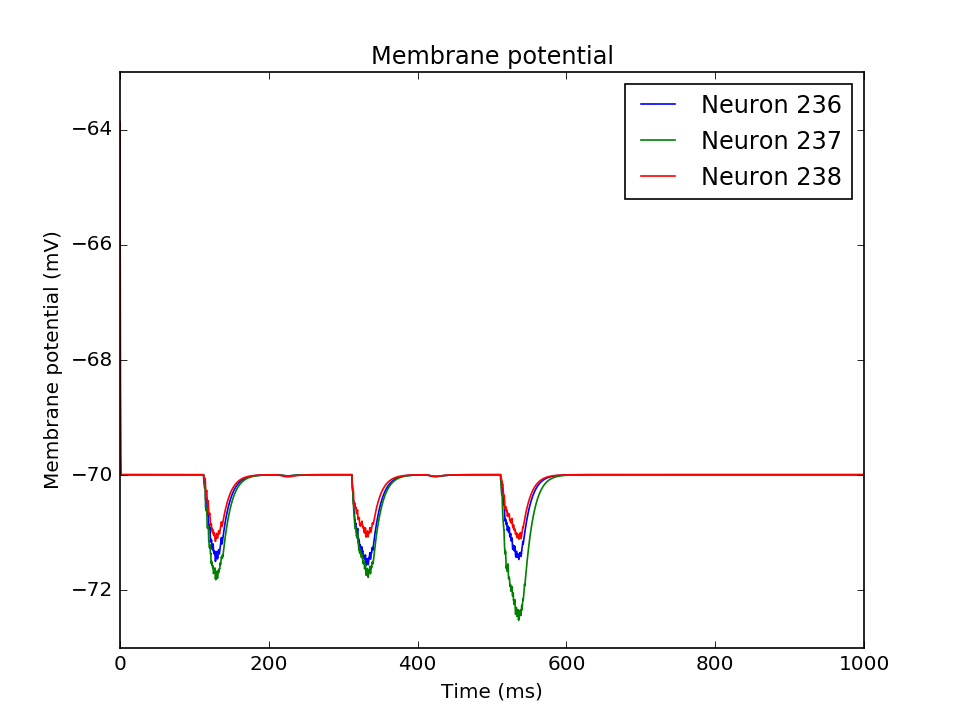 Membrane potential
Neuron 236
Neuron 237
Neuron 238
Membrane potential (mV)
−64
−66
−68
−70
−72
0 200 400 600 800 1000
Time (ms)